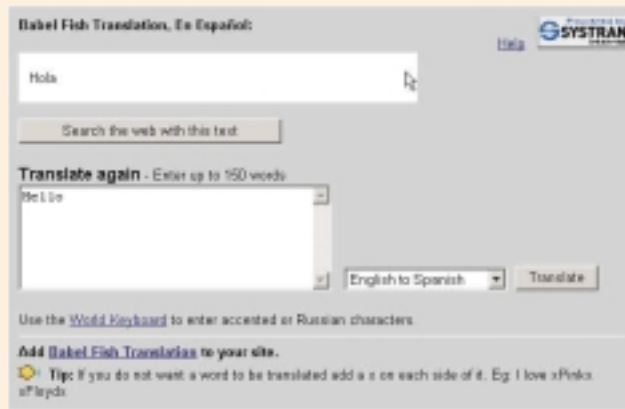 Babel Fish Translation, En Español:
Help
SYSTRAN
Hola
Search the web with this text
Translate again - Enter up to 150 words
Hello
English to Spanish
Translate
Use the World Keyboard to enter accented or Russian characters
Add Babel Fish Translation to your site.
Tip: If you do not want a word to be translated add a x on each side of it. Eg: I love xPinkx
xFloydx